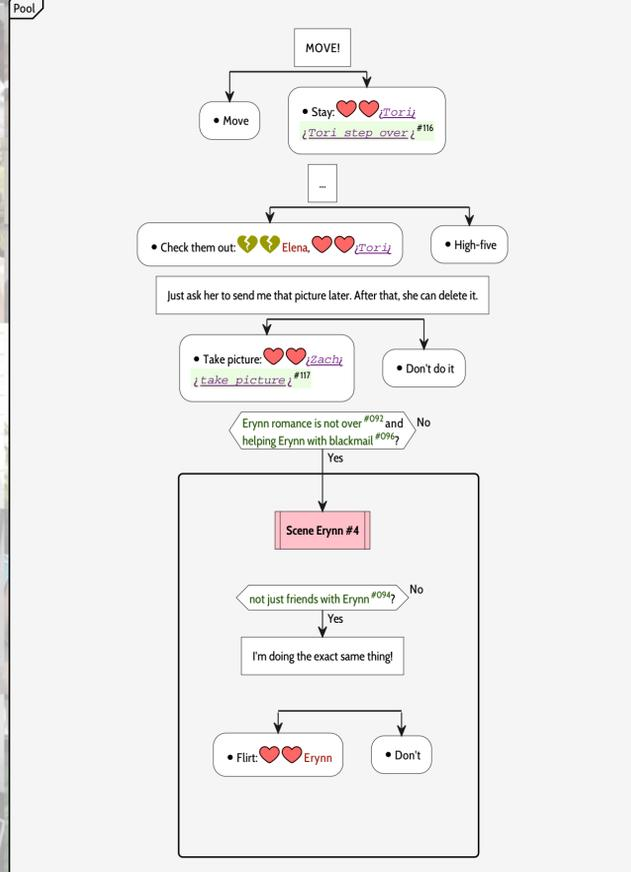 Pool
MOVE!
• Move
• Stay: ¿Tori¿
¿Tori step over¿ #116
...
• Check them out: Elena, ¿Tori¿
• High-five
Just ask her to send me that picture later. After that, she can delete it.
• Take picture: ¿Zach¿
¿take picture¿ #117
• Don't do it
Erynn romance is not over #092 and
helping Erynn with blackmail #096?
No
Yes
Scene Erynn #4
not just friends with Erynn #094?
No
Yes
I'm doing the exact same thing!
• Flirt: Erynn
• Don't